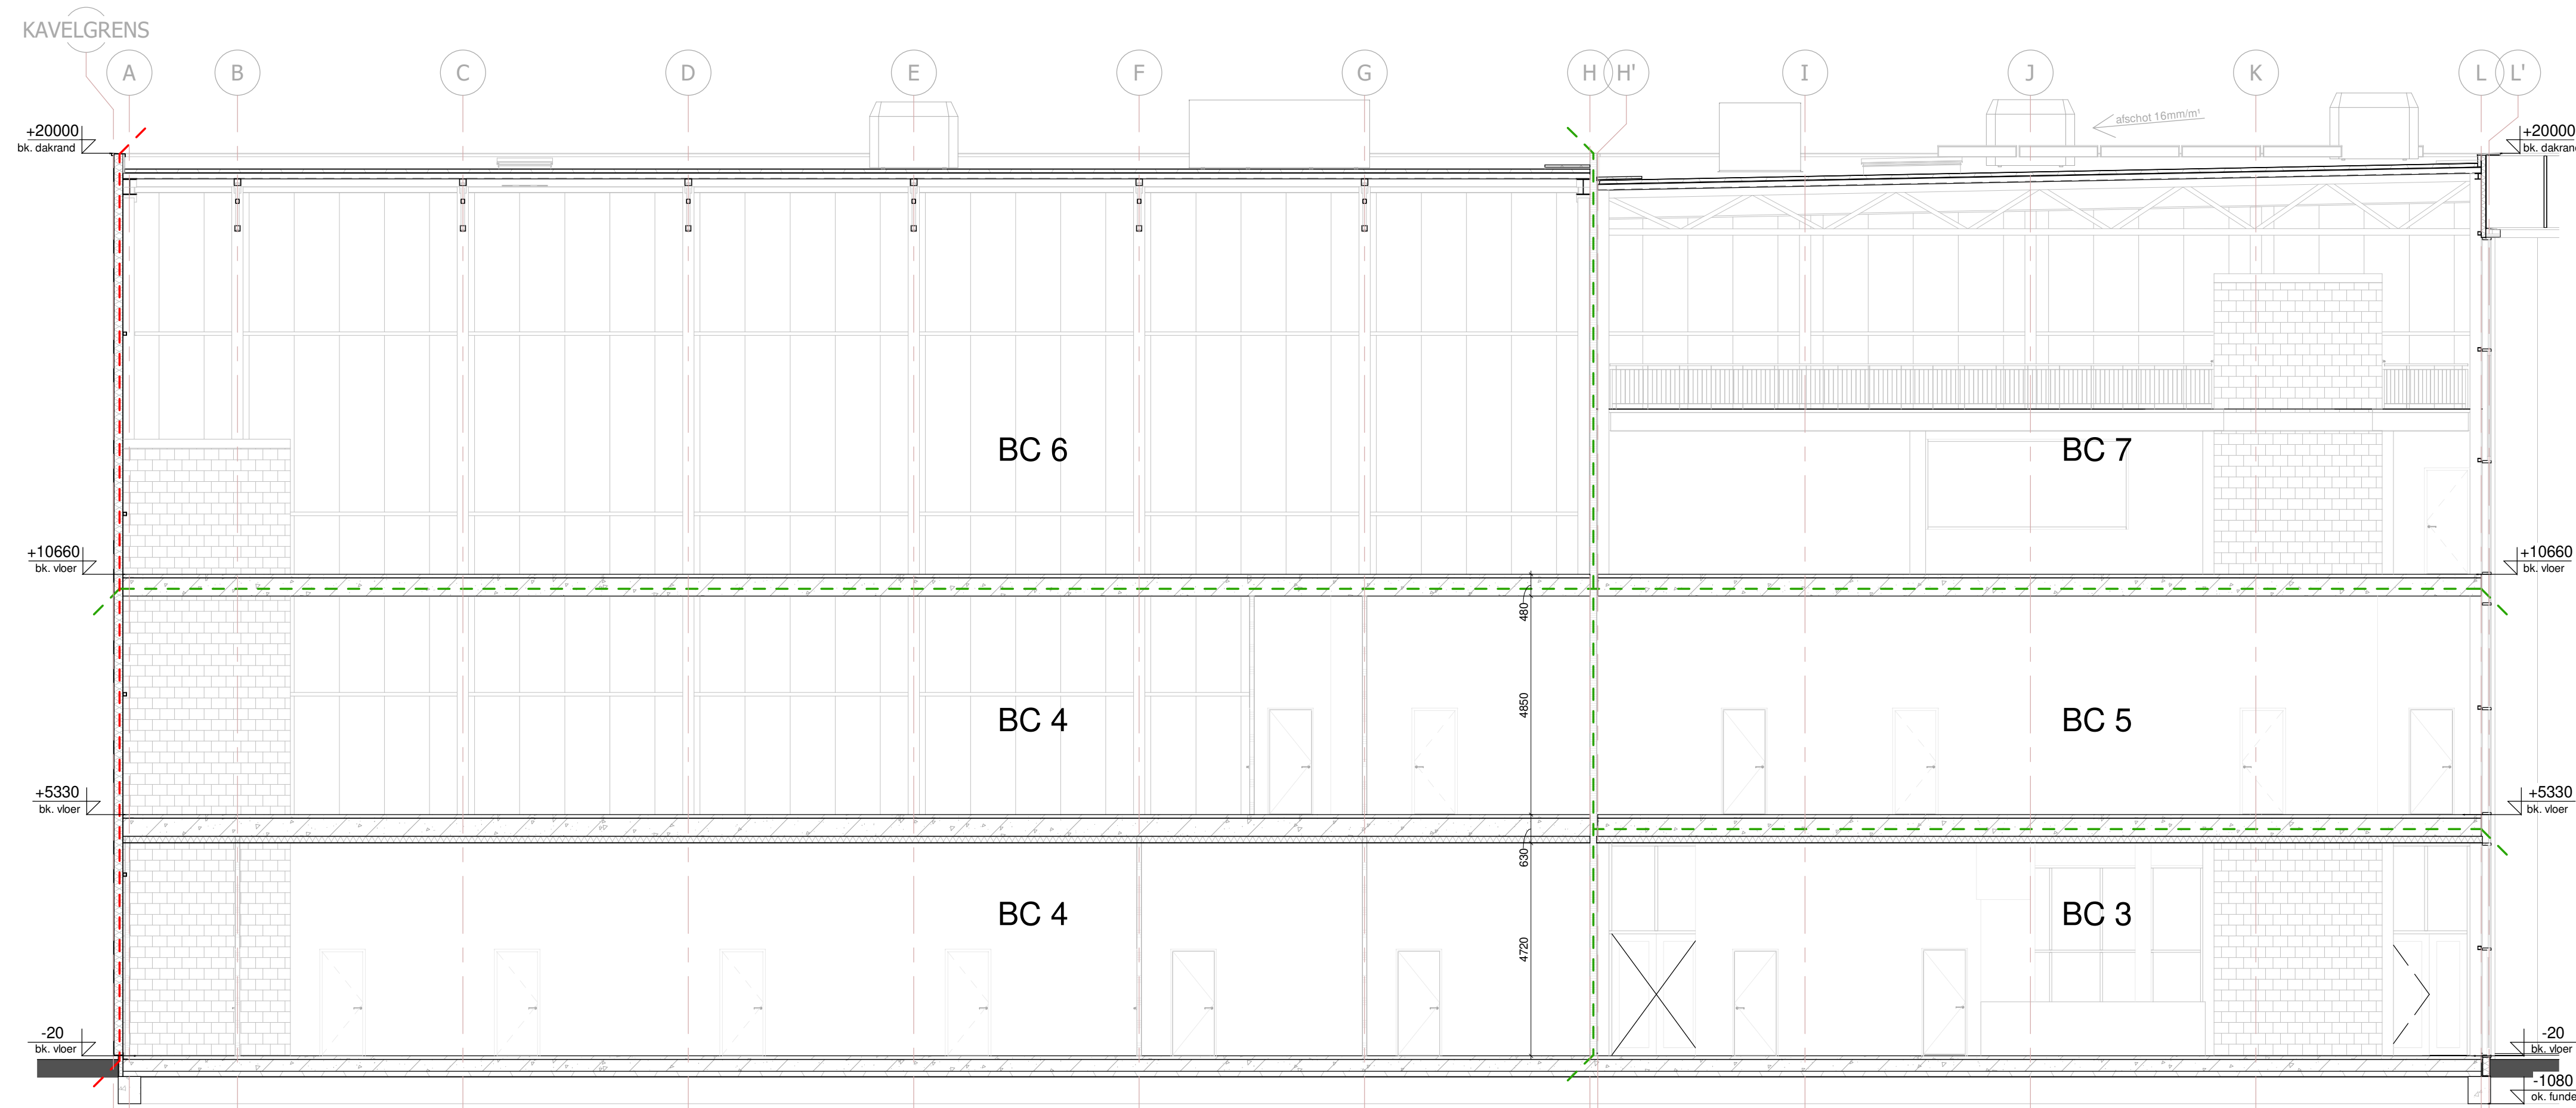 KAVELGRENS
A B C D E F G H H' I J K L L'
afschot 16mm/m¹
+20000
bk. dakrand
+20000
bk. dakrand
BC 6
BC 7
+10660
bk. vloer
+10660
bk. vloer
480
4850
BC 4
BC 5
+5330
bk. vloer
+5330
bk. vloer
630
4720
BC 4
BC 3
-20
bk. vloer
-20
bk. vloer
-1080
ok. funde